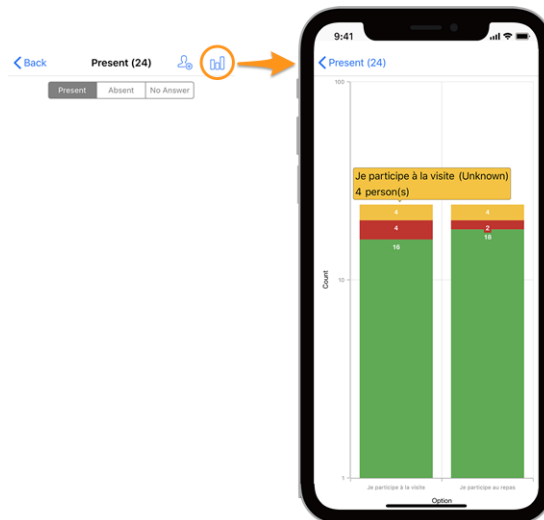 Back
Present (24)
Present
Absent
No Answer
9:41
Present (24)
100
Je participe à la visite (Unknown)
4 person(s)
4
4
4
2
16
18
Count
10
1
Je participe à la visite
Je participe au repas
Option